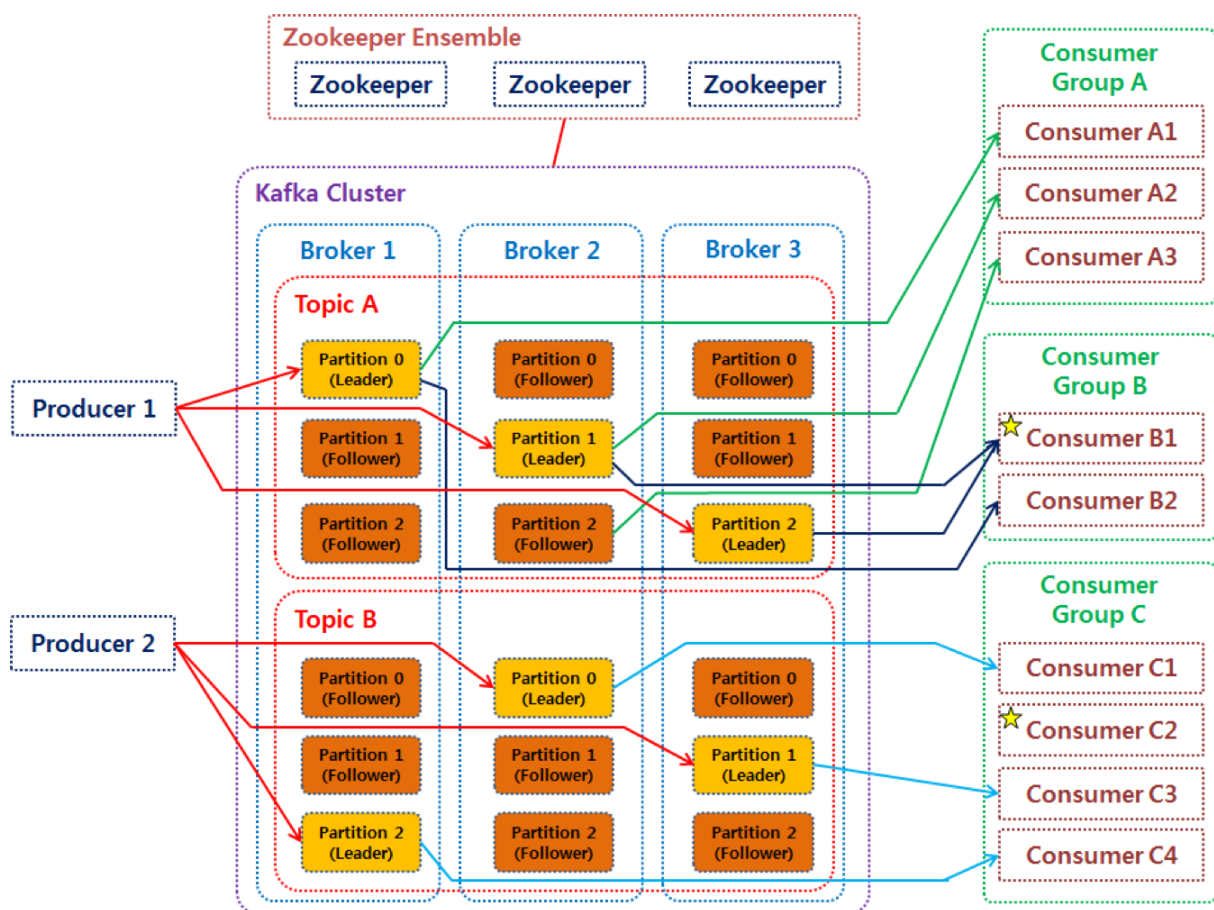 Zookeeper Ensemble
Zookeeper
Zookeeper
Zookeeper
Kafka Cluster
Broker 1
Broker 2
Broker 3
Topic A
Partition 0
(Leader)
Partition 0
(Follower)
Partition 0
(Follower)
Partition 1
(Follower)
Partition 1
(Leader)
Partition 1
(Follower)
Partition 2
(Follower)
Partition 2
(Follower)
Partition 2
(Leader)
Topic B
Partition 0
(Follower)
Partition 0
(Leader)
Partition 0
(Follower)
Partition 1
(Follower)
Partition 1
(Follower)
Partition 1
(Leader)
Partition 2
(Leader)
Partition 2
(Follower)
Partition 2
(Follower)
Producer 1
Producer 2
Consumer
Group A
Consumer A1
Consumer A2
Consumer A3
Consumer
Group B
Consumer B1
Consumer B2
Consumer
Group C
Consumer C1
Consumer C2
Consumer C3
Consumer C4